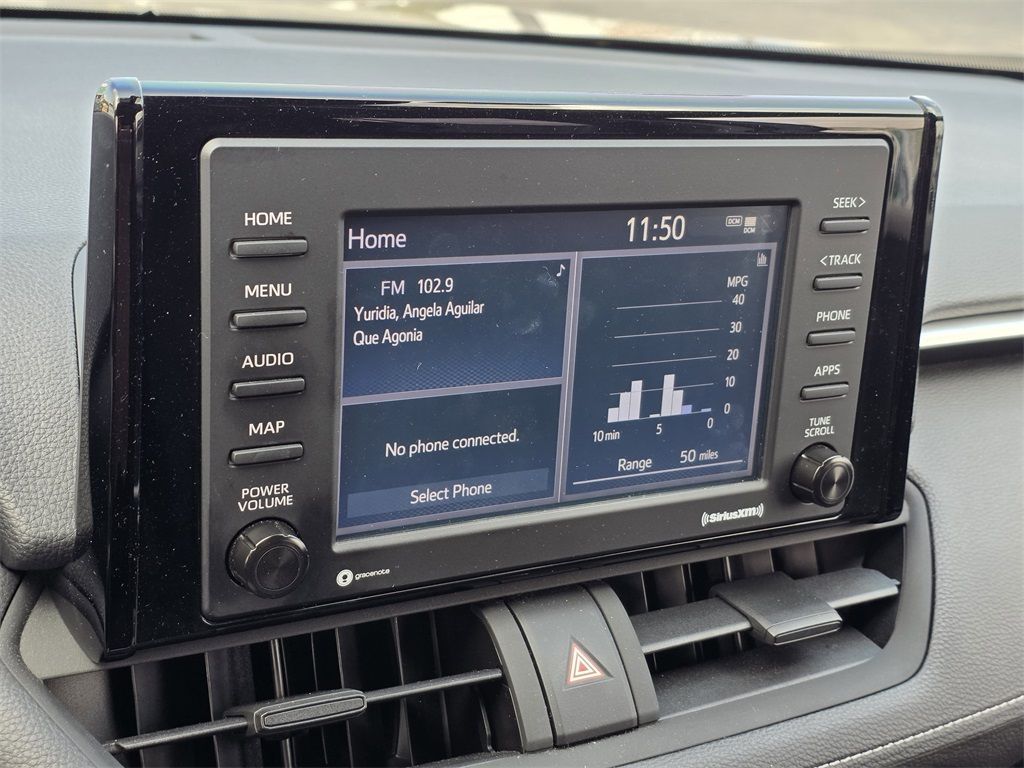 HOME
MENU
AUDIO
MAP
POWER
VOLUME
Home
11:50
DCM
DCM
FM 102.9
Yuridia, Angela Aguilar
Que Agonia
No phone connected.
Select Phone
MPG
40
30
20
10
0
10 min 5 0
Range 50 miles
SEEK >
< TRACK
PHONE
APPS
TUNE
SCROLL
gracenote
((SiriusXM))